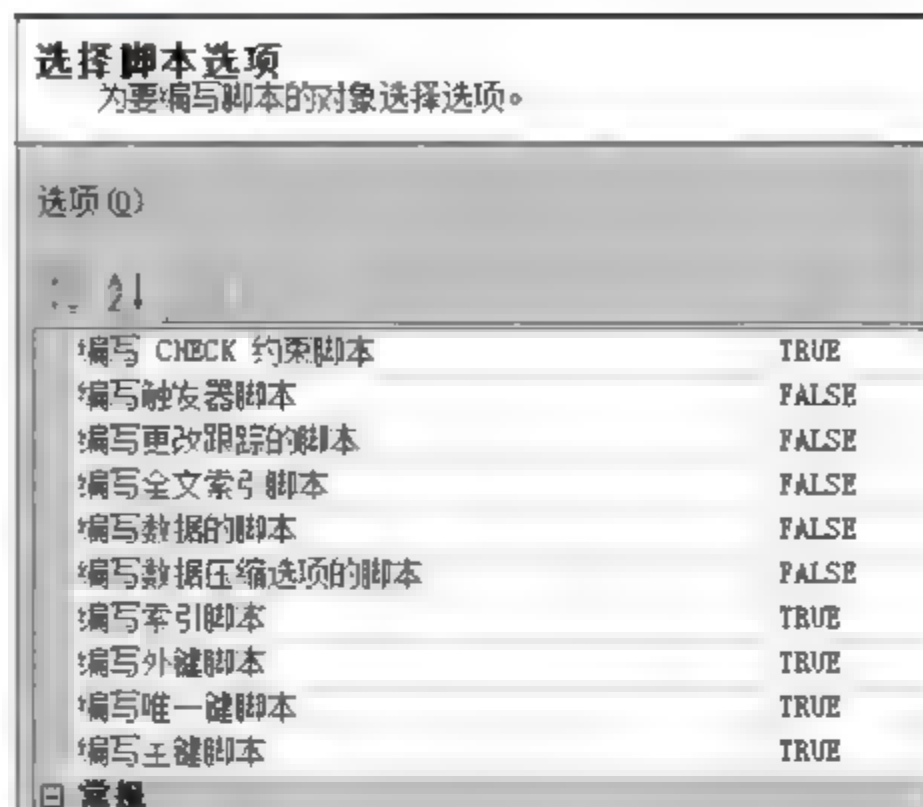 选择脚本选项
为要编写脚本的对象选择选项。
选项(O)
编写 CHECK 约束脚本 TRUE
编写触发器脚本 FALSE
编写更改跟踪的脚本 FALSE
编写全文索引脚本 FALSE
编写数据的脚本 FALSE
编写数据压缩选项的脚本 FALSE
编写索引脚本 TRUE
编写外键脚本 TRUE
编写唯一键脚本 TRUE
编写主键脚本 TRUE
常规